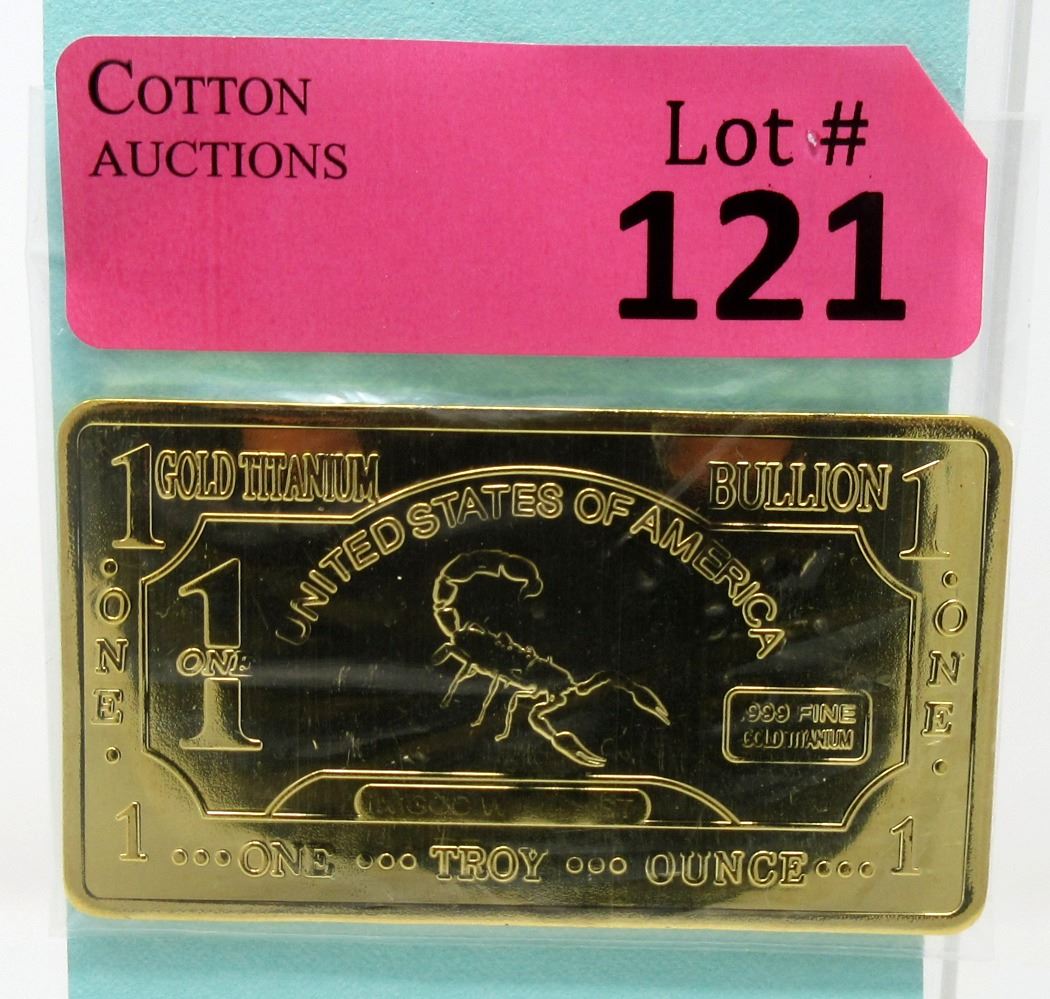 COTTON
AUCTIONS
Lot #
121
1 GOLD TITANIUM BULLION 1
UNITED STATES OF AMERICA
1
ONE
• ONE •
• ONE •
.999 FINE
GOLD TITANIUM
1 •••ONE ••• TROY ••• OUNCE••• 1